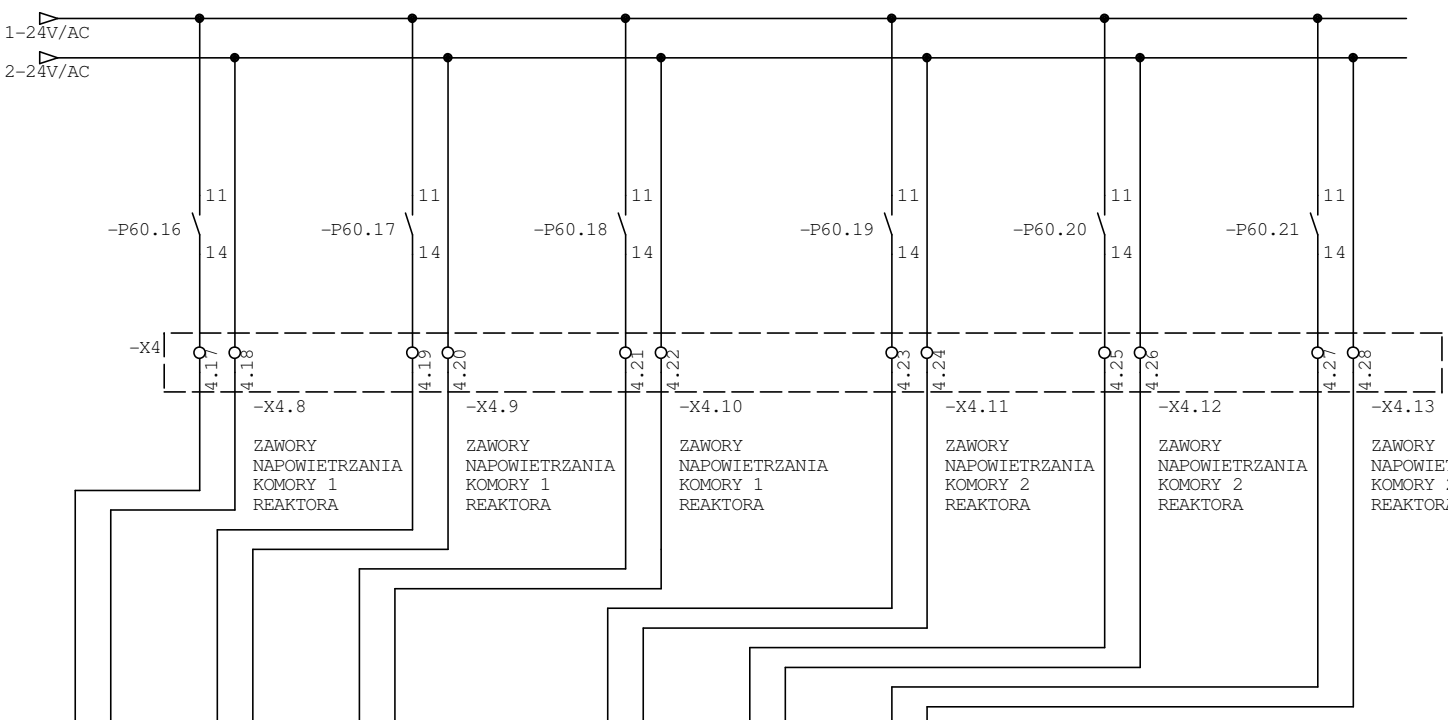 1-24V/AC
2-24V/AC
11 11 11 11 11 11
-P60.16 -P60.17 -P60.18 -P60.19 -P60.20 -P60.21
14 14 14 14 14 14
-X4
4.17 4.18 4.19 4.20 4.21 4.22 4.23 4.24 4.25 4.26 4.27 4.28
-X4.8 -X4.9 -X4.10 -X4.11 -X4.12 -X4.13
ZAWORY ZAWORY ZAWORY ZAWORY ZAWORY ZAWORY
NAPOWIETRZANIA NAPOWIETRZANIA NAPOWIETRZANIA NAPOWIETRZANIA NAPOWIETRZANIA NAPOWIET
KOMORY 1 KOMORY 1 KOMORY 1 KOMORY 2 KOMORY 2 KOMORY 2
REAKTORA REAKTORA REAKTORA REAKTORA REAKTORA REAKTORA